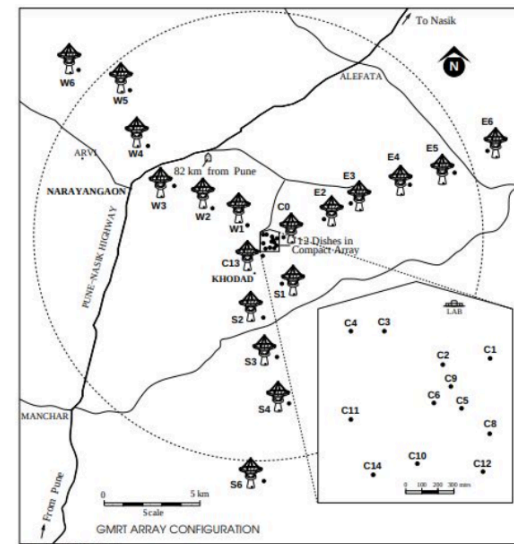 To Nasik
N
ALEFATA
W6
W5
E6
W4
E5
ARVI
E4
E3
82 km from Pune
NARAYANGAON
W3
W2
E2
W1
C0
12 Dishes in
Compact Array
C13
KHODAD
S1
PUNE-NASIK HIGHWAY
S2
LAB
C4
C3
C2
C1
S3
C9
C6
C5
S4
MANCHAR
C11
C8
C10
C14
C12
S6
0 100 200 300
From Pune
0 5 km
Scale
GMRT ARRAY CONFIGURATION